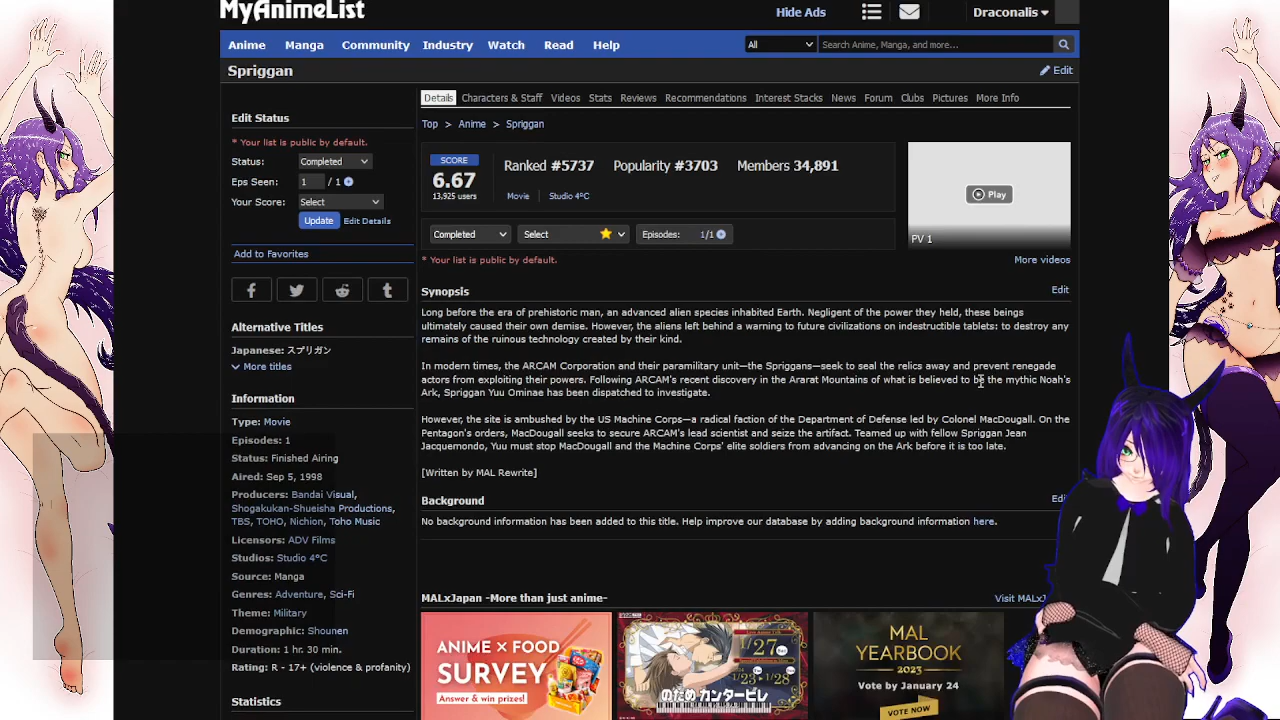 MyAnimeList
Hide Ads
Draconalis
Anime Manga Community Industry Watch Read Help
All Search Anime, Manga, and more...
Spriggan
Edit
Edit Status
* Your list is public by default.
Status: Completed
Eps Seen: 1 / 1
Your Score: Select
Update Edit Details
Add to Favorites
Alternative Titles
Japanese: スプリガン
More titles
Information
Type: Movie
Episodes: 1
Status: Finished Airing
Aired: Sep 5, 1998
Producers: Bandai Visual,
Shogakukan-Shueisha Productions,
TBS, TOHO, Nichion, Toho Music
Licensors: ADV Films
Studios: Studio 4°C
Source: Manga
Genres: Adventure, Sci-Fi
Theme: Military
Demographic: Shounen
Duration: 1 hr. 30 min.
Rating: R - 17+ (violence & profanity)
Statistics
Details Characters & Staff Videos Stats Reviews Recommendations Interest Stacks News Forum Clubs Pictures More Info
Top > Anime > Spriggan
SCORE
6.67
13,925 users
Ranked #5737 Popularity #3703 Members 34,891
Movie Studio 4°C
Completed Select Episodes: 1/1
* Your list is public by default.
Play
PV 1
More videos
Synopsis
Edit
Long before the era of prehistoric man, an advanced alien species inhabited Earth. Negligent of the power they held, these beings
ultimately caused their own demise. However, the aliens left behind a warning to future civilizations on indestructible tablets: to destroy any
remains of the ruinous technology created by their kind.
In modern times, the ARCAM Corporation and their paramilitary unit—the Spriggans—seek to seal the relics away and prevent renegade
actors from exploiting their powers. Following ARCAM's recent discovery in the Ararat Mountains of what is believed to be the mythic Noah's
Ark, Spriggan Yuu Ominae has been dispatched to investigate.
However, the site is ambushed by the US Machine Corps—a radical faction of the Department of Defense led by Colonel MacDougall. On the
Pentagon's orders, MacDougall seeks to secure ARCAM's lead scientist and seize the artifact. Teamed up with fellow Spriggan Jean
Jacquemondo, Yuu must stop MacDougall and the Machine Corps' elite soldiers from advancing on the Ark before it is too late.
[Written by MAL Rewrite]
Background
No background information has been added to this title. Help improve our database by adding background information here.
MALxJapan -More than just anime-
Visit MALxJ
ANIME × FOOD
SURVEY
Answer & win prizes!
1/27
1/23 1/28
のだめ カンタービレ
MAL
YEARBOOK
2023
Vote by January 24
VOTE NOW